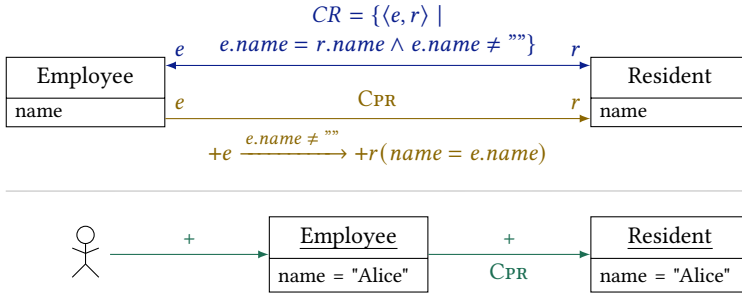 CR = {⟨e, r⟩ |
e e.name = r.name ∧ e.name ≠ ""} r
Employee
name
Resident
name
e CPR r
+e e.name ≠ "" → +r(name = e.name)
+ Employee + Resident
name = "Alice" CPR name = "Alice"